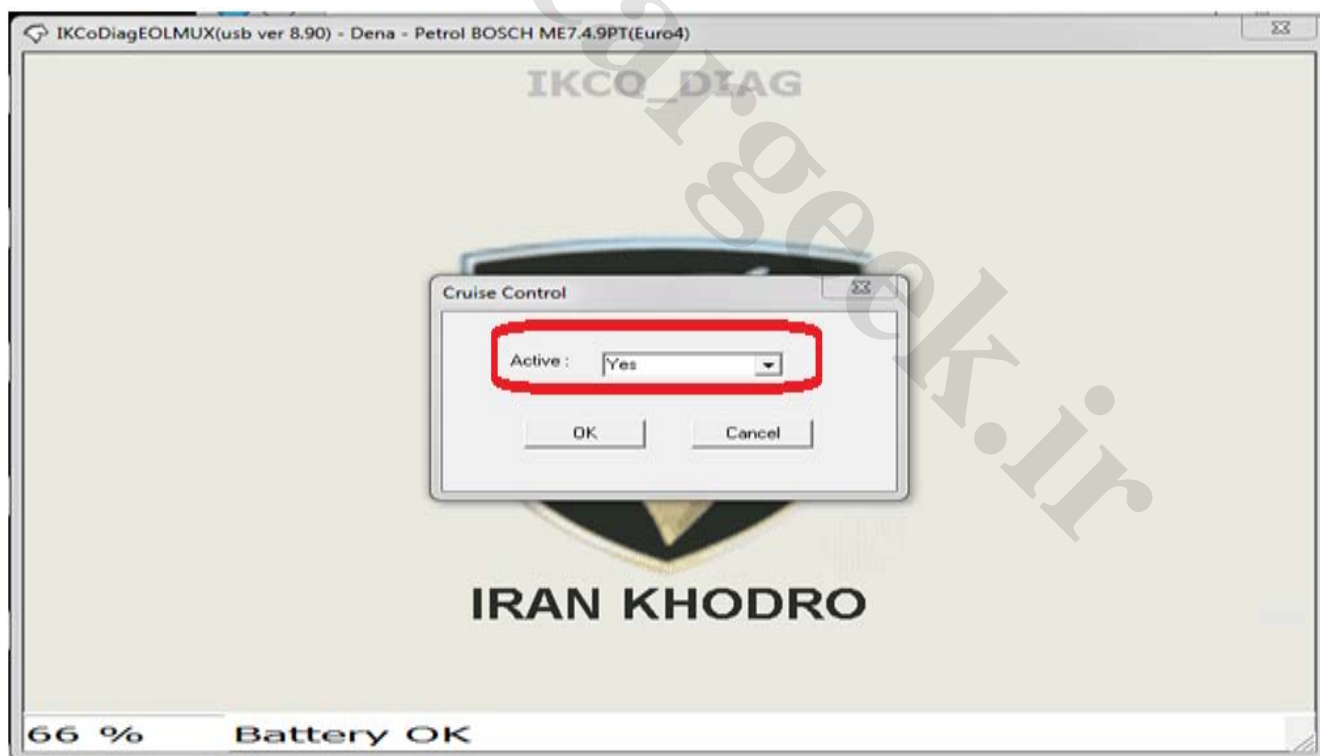 IKCoDiagEOLMUX(usb ver 8.90) - Dena - Petrol BOSCH ME7.4.9PT(Euro4)
IKCO_DIAG
Cruise Control
Active : Yes
OK Cancel
IRAN KHODRO
66 % Battery OK
cargeek.ir